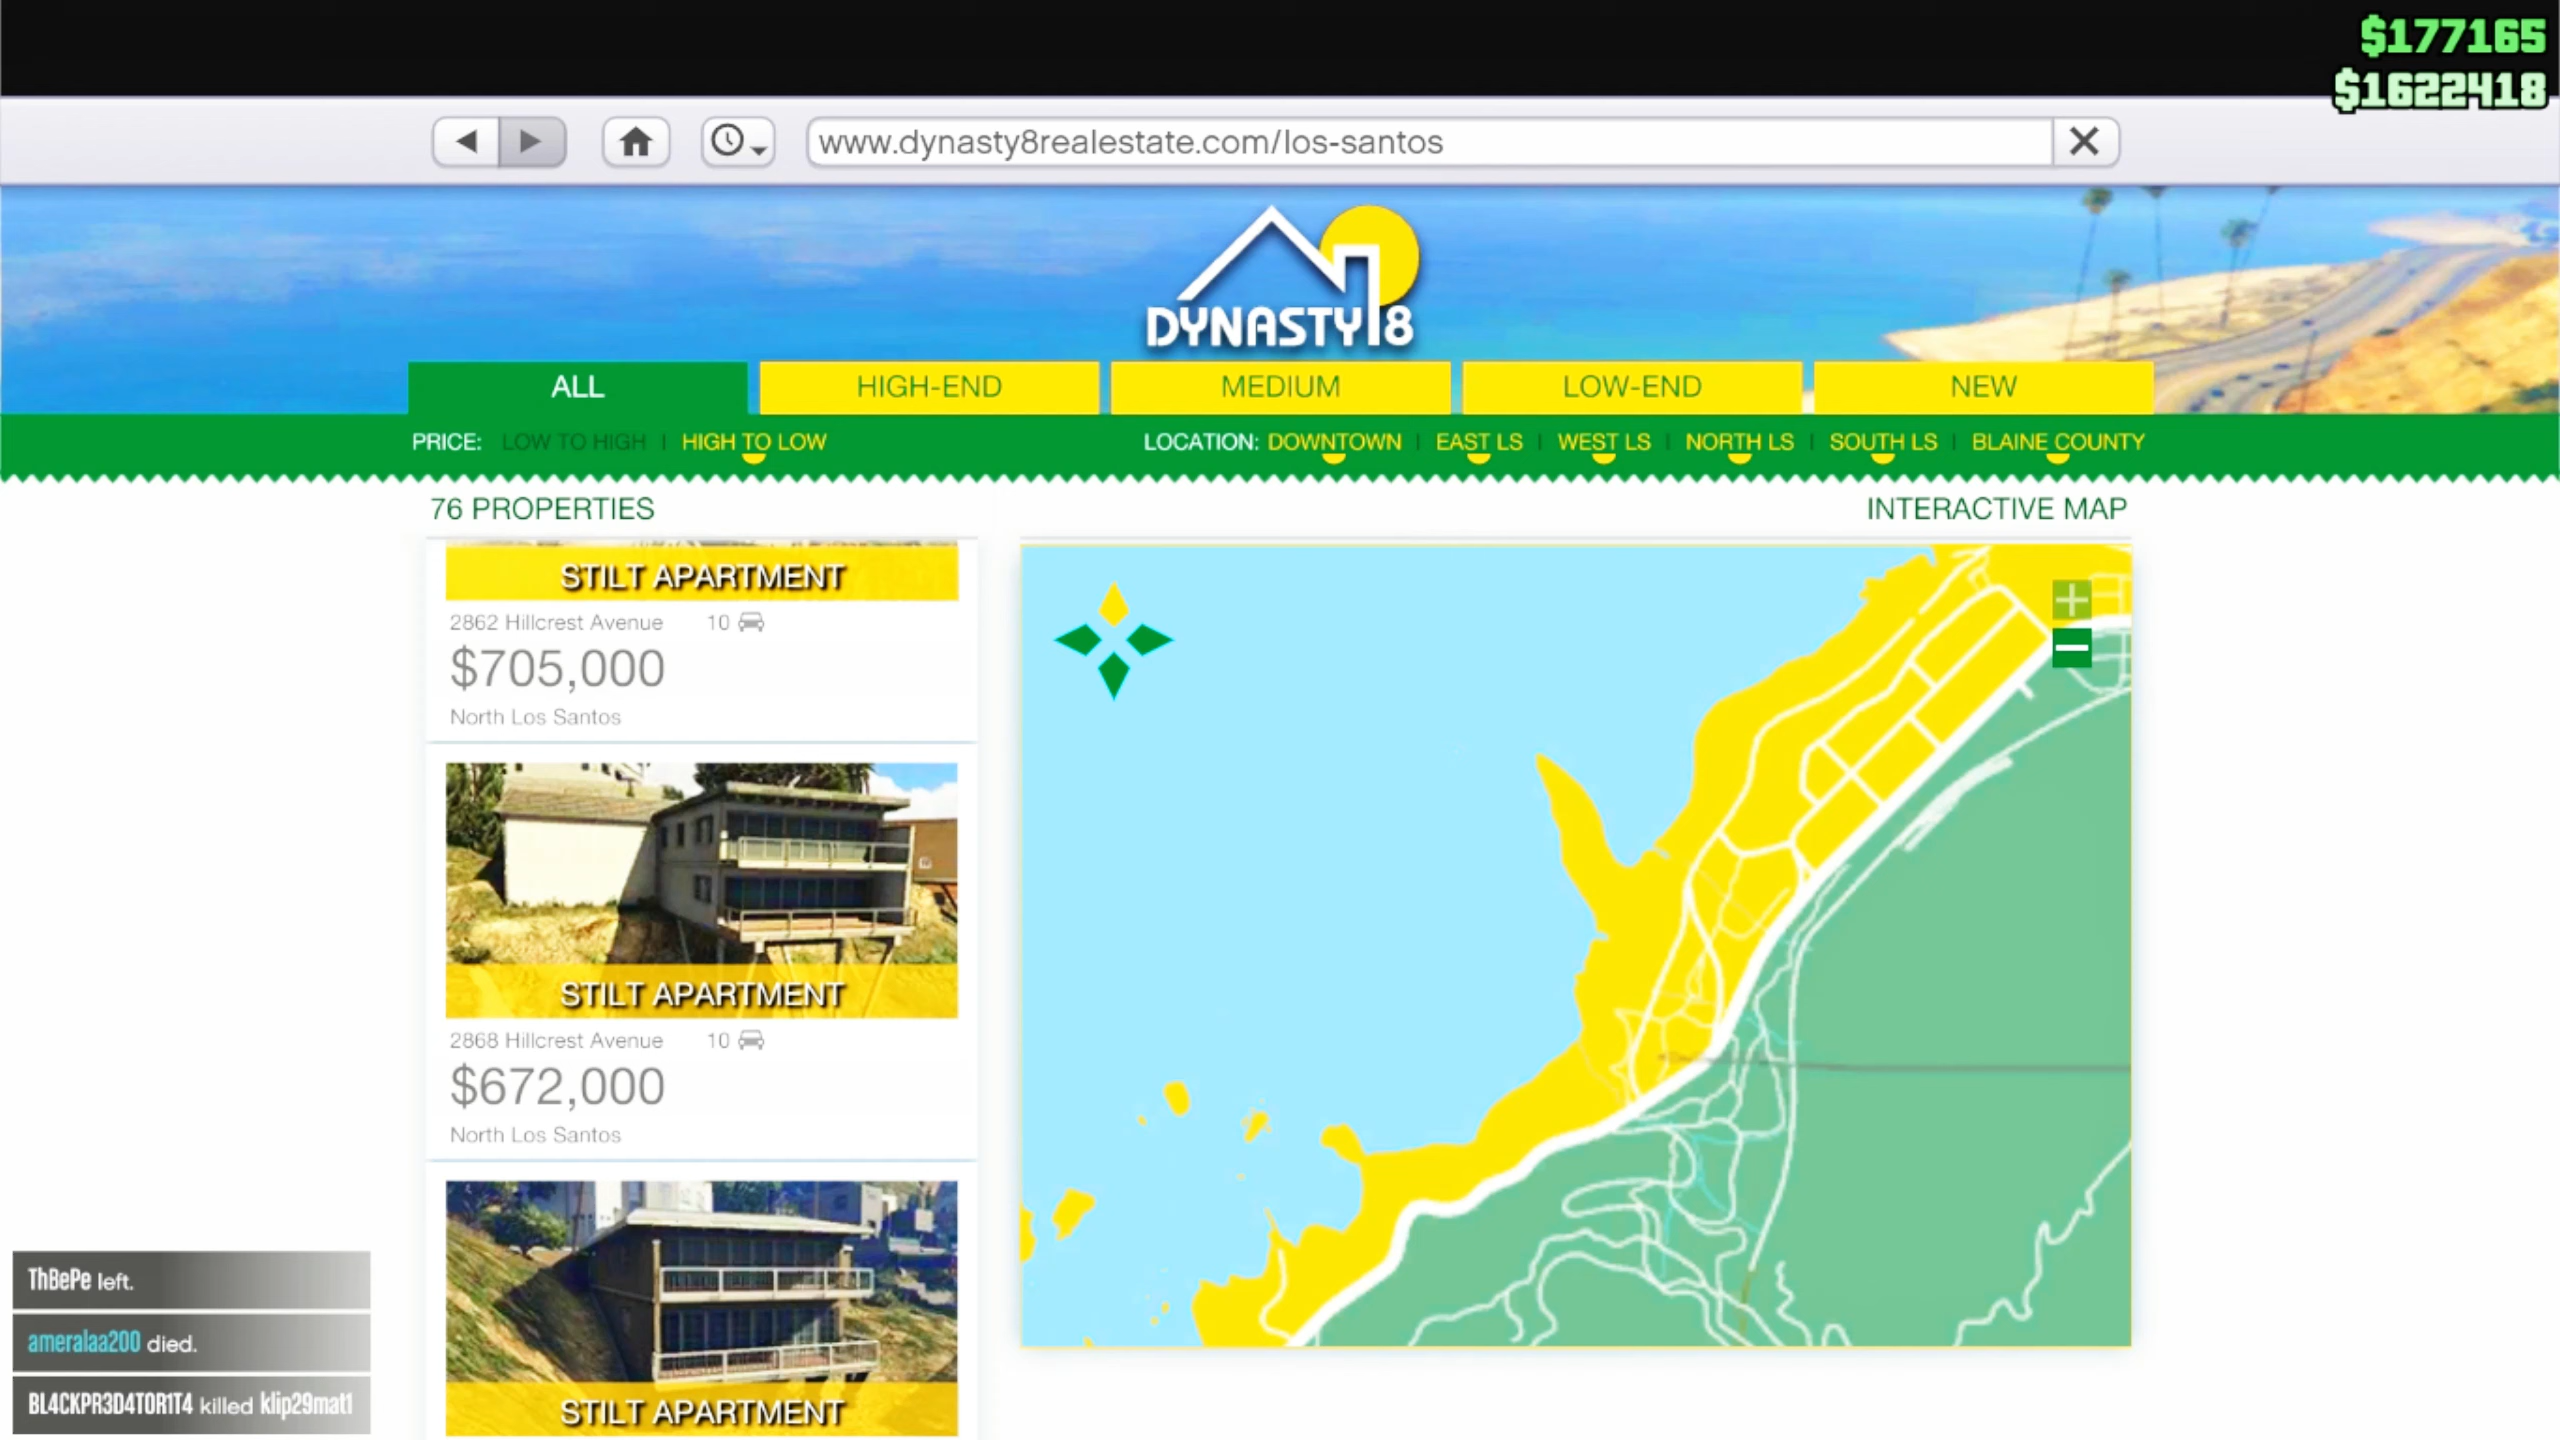 $177165
$1622418
www.dynasty8realestate.com/los-santos
DYNASTY 8
ALL
HIGH-END
MEDIUM
LOW-END
NEW
PRICE: LOW TO HIGH | HIGH TO LOW
LOCATION: DOWNTOWN | EAST LS | WEST LS | NORTH LS | SOUTH LS | BLAINE COUNTY
76 PROPERTIES
INTERACTIVE MAP
STILT APARTMENT
2862 Hillcrest Avenue 10
$705,000
North Los Santos
STILT APARTMENT
2868 Hillcrest Avenue 10
$672,000
North Los Santos
STILT APARTMENT
ThBePe left.
ameralaa200 died.
BL4CKPR3D4T0R1T4 killed klip29mat1